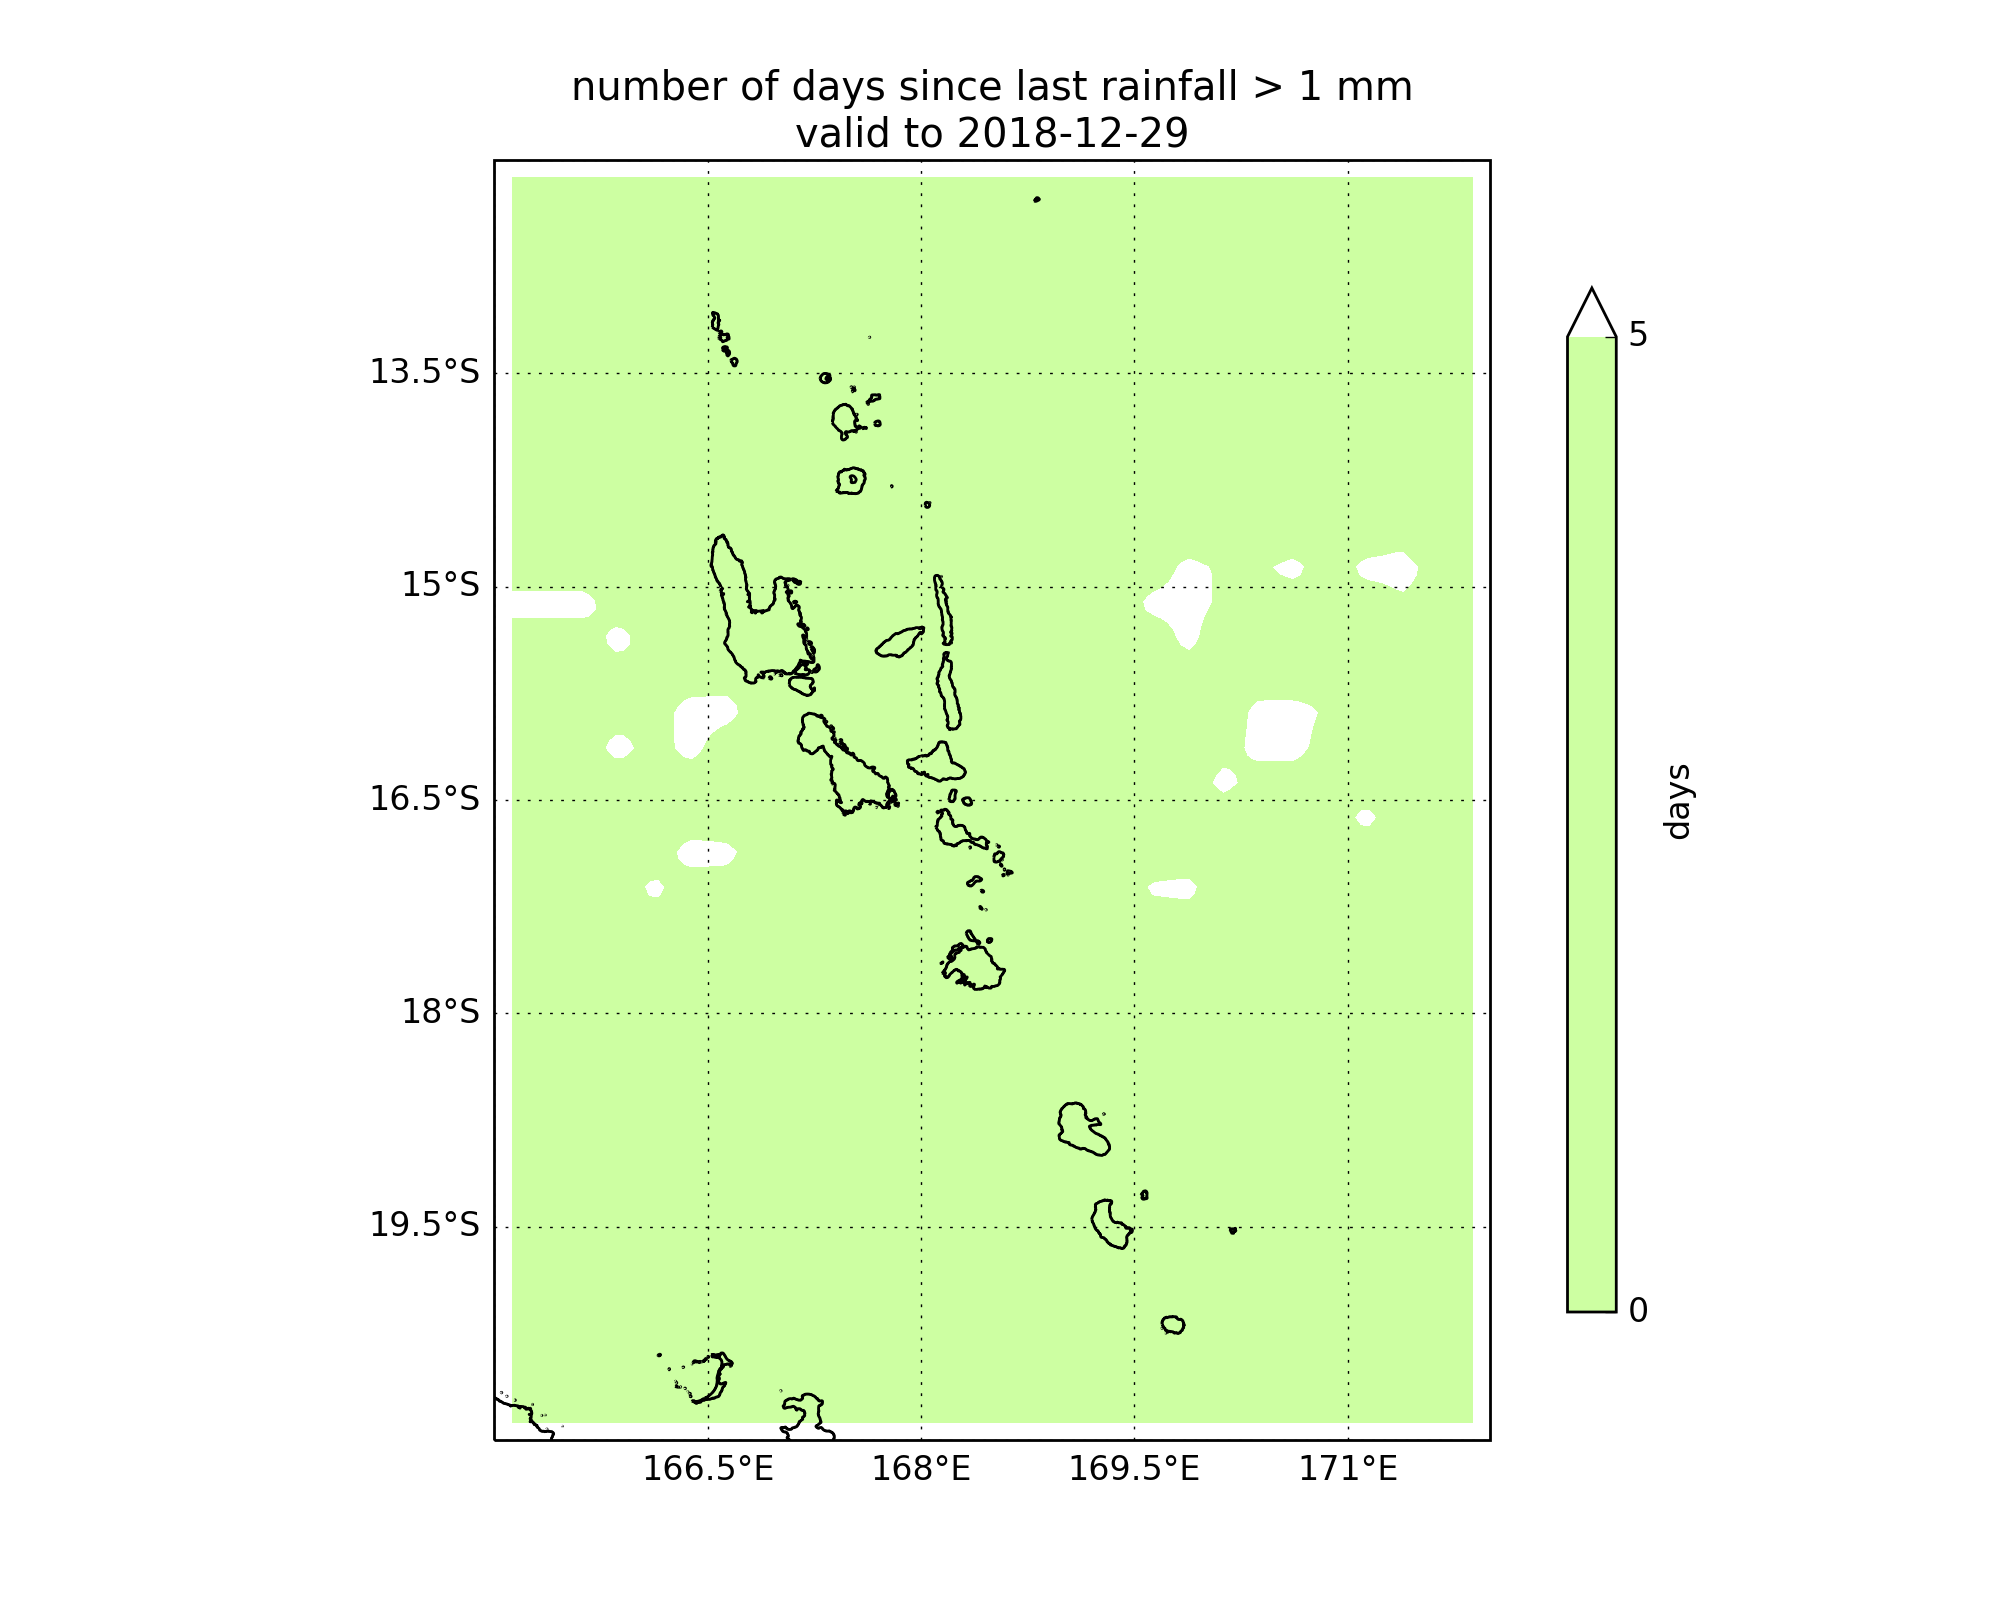 number of days since last rainfall > 1 mm
valid to 2018-12-29
13.5°S
15°S
16.5°S
18°S
19.5°S
166.5°E
168°E
169.5°E
171°E
5
0
days